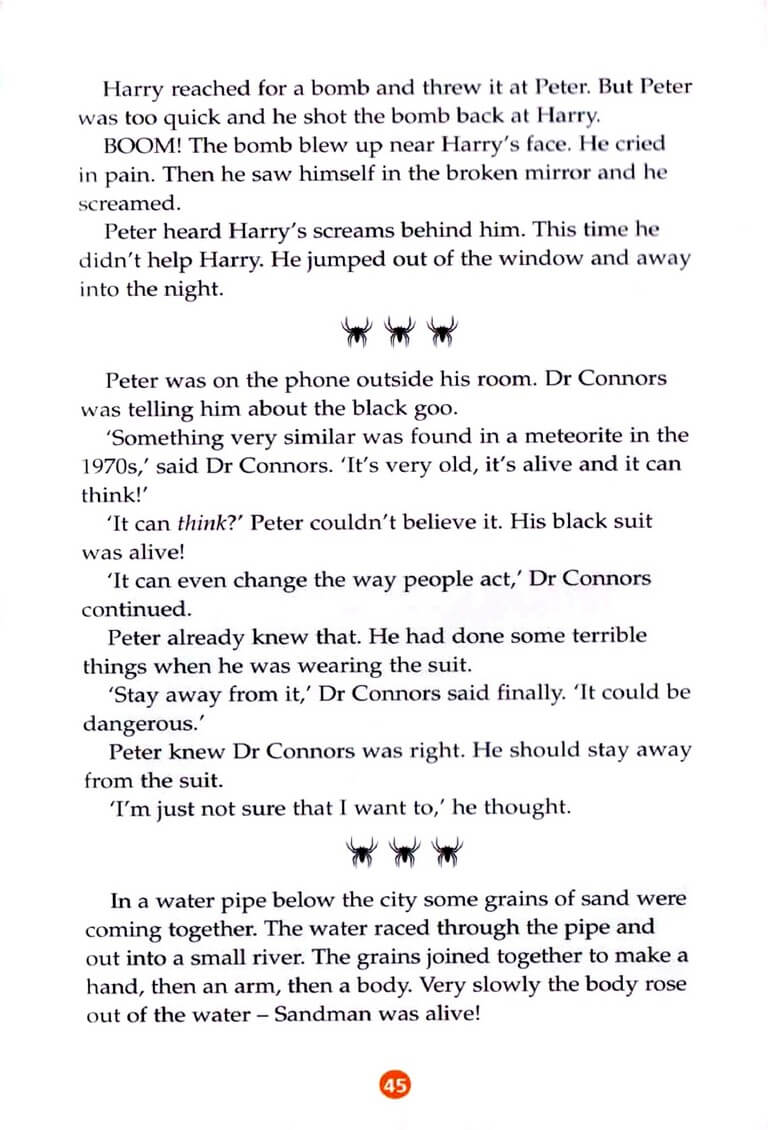 Harry reached for a bomb and threw it at Peter. But Peter
was too quick and he shot the bomb back at Harry.
BOOM! The bomb blew up near Harry's face. He cried
in pain. Then he saw himself in the broken mirror and he
screamed.
Peter heard Harry's screams behind him. This time he
didn't help Harry. He jumped out of the window and away
into the night.
Peter was on the phone outside his room. Dr Connors
was telling him about the black goo.
‘Something very similar was found in a meteorite in the
1970s,’ said Dr Connors. ‘It's very old, it's alive and it can
think!’
‘It can think?’ Peter couldn't believe it. His black suit
was alive!
‘It can even change the way people act,’ Dr Connors
continued.
Peter already knew that. He had done some terrible
things when he was wearing the suit.
‘Stay away from it,’ Dr Connors said finally. ‘It could be
dangerous.’
Peter knew Dr Connors was right. He should stay away
from the suit.
‘I'm just not sure that I want to,’ he thought.
In a water pipe below the city some grains of sand were
coming together. The water raced through the pipe and
out into a small river. The grains joined together to make a
hand, then an arm, then a body. Very slowly the body rose
out of the water – Sandman was alive!
45